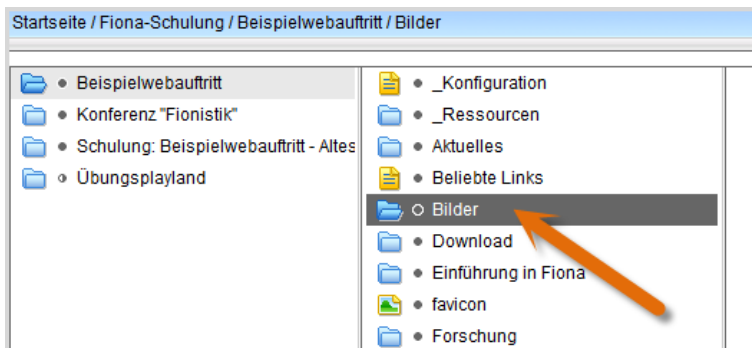 Startseite / Fiona-Schulung / Beispielwebauftritt / Bilder
Beispielwebauftritt
Konferenz "Fionistik"
Schulung: Beispielwebauftritt - Altes
Übungsplayland
_Konfiguration
_Ressourcen
Aktuelles
Beliebte Links
Bilder
Download
Einführung in Fiona
favicon
Forschung